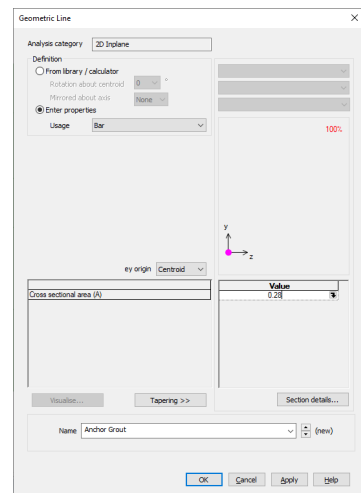 Geometric Line
Analysis category 2D Inplane
Definition
From library / calculator
Rotation about centroid 0 °
Mirrored about axis None
Enter properties
Usage Bar
100%
y
z
ey origin Centroid
Value
Cross sectional area (A) 0.28
Visualise... Tapering >> Section details...
Name Anchor Grout (new)
OK Cancel Apply Help